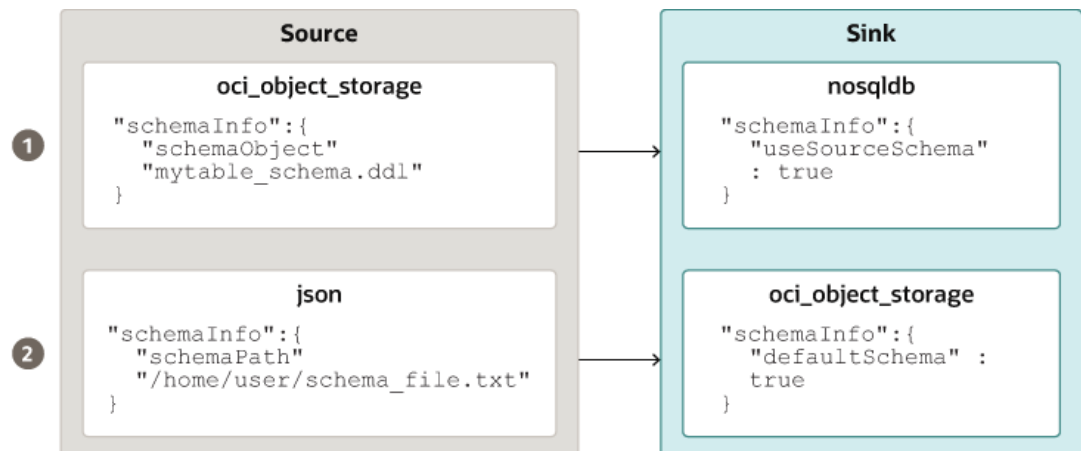 Source
Sink
1
oci_object_storage
"schemaInfo":{
"schemaObject"
"mytable_schema.ddl"
}
nosqldb
"schemaInfo":{
"useSourceSchema"
: true
}
2
json
"schemaInfo":{
"schemaPath"
"/home/user/schema_file.txt"
}
oci_object_storage
"schemaInfo":{
"defaultSchema" :
true
}